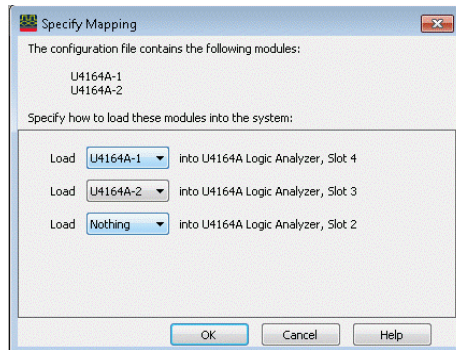 Specify Mapping
The configuration file contains the following modules:
U4164A-1
U4164A-2
Specify how to load these modules into the system:
Load U4164A-1 into U4164A Logic Analyzer, Slot 4
Load U4164A-2 into U4164A Logic Analyzer, Slot 3
Load Nothing into U4164A Logic Analyzer, Slot 2
OK Cancel Help